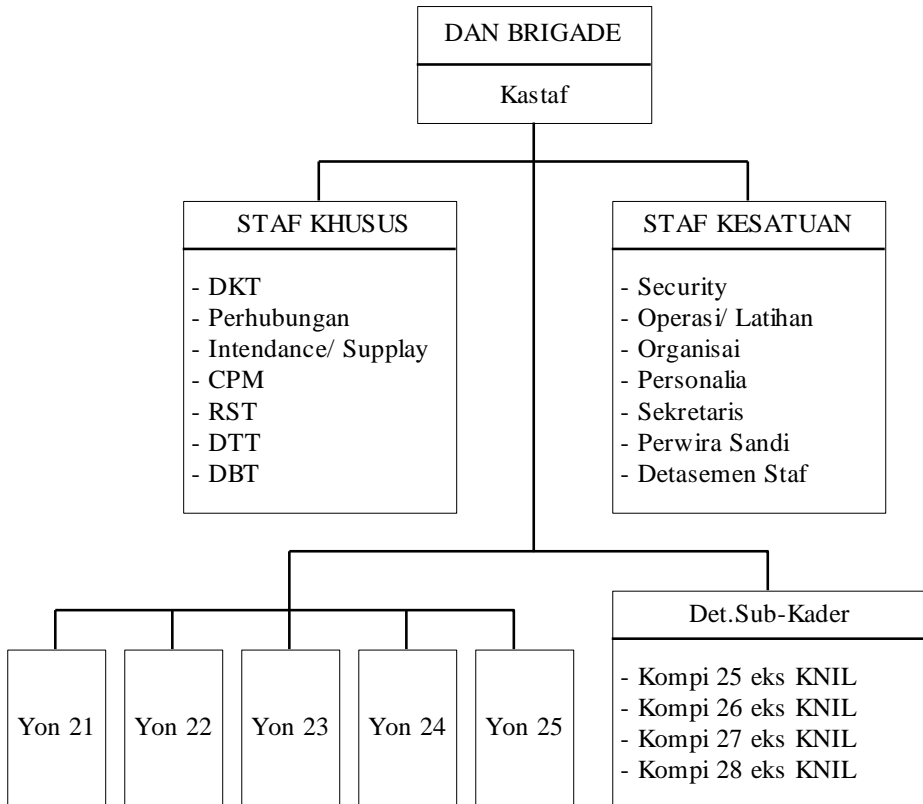 DAN BRIGADE
Kastaf
STAF KHUSUS
- DKT
- Perhubungan
- Intendance/ Supplay
- CPM
- RST
- DTT
- DBT
STAF KESATUAN
- Security
- Operasi/ Latihan
- Organisai
- Personalia
- Sekretaris
- Perwira Sandi
- Detasemen Staf
Yon 21
Yon 22
Yon 23
Yon 24
Yon 25
Det.Sub-Kader
- Kompi 25 eks KNIL
- Kompi 26 eks KNIL
- Kompi 27 eks KNIL
- Kompi 28 eks KNIL